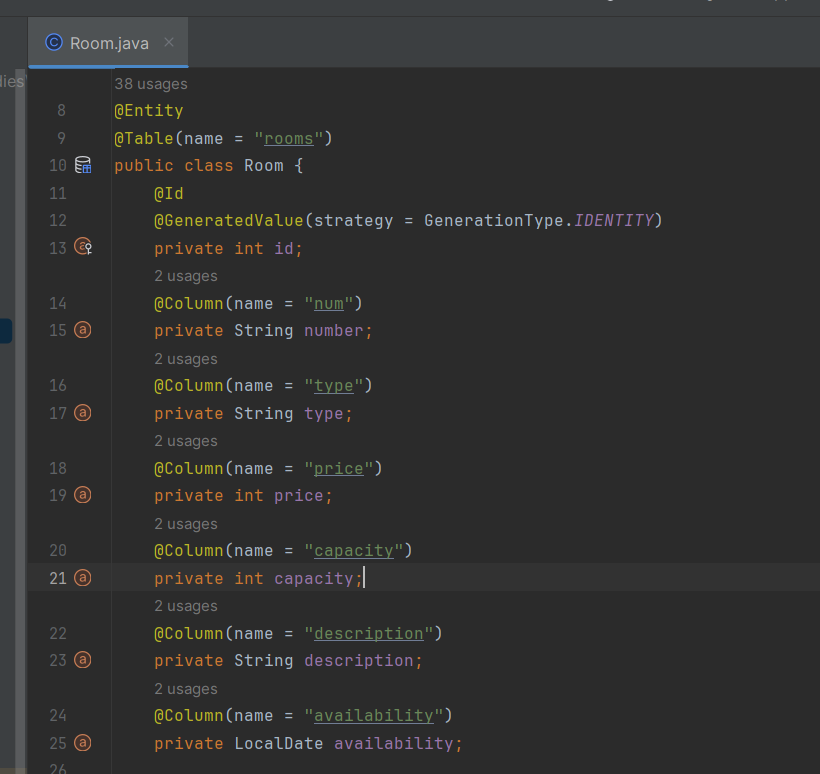 Room.java
dies
38 usages
8 @Entity
9 @Table(name = "rooms")
10 public class Room {
11 @Id
12 @GeneratedValue(strategy = GenerationType.IDENTITY)
13 private int id;
2 usages
14 @Column(name = "num")
15 private String number;
2 usages
16 @Column(name = "type")
17 private String type;
2 usages
18 @Column(name = "price")
19 private int price;
2 usages
20 @Column(name = "capacity")
21 private int capacity;
2 usages
22 @Column(name = "description")
23 private String description;
2 usages
24 @Column(name = "availability")
25 private LocalDate availability;
26